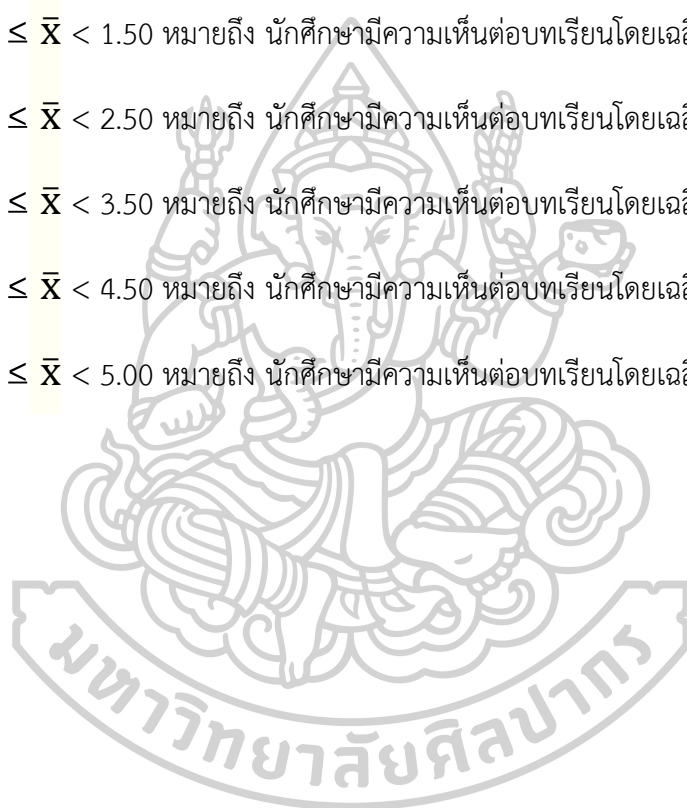 ≤ x̄ < 1.50 หมายถึง นักศึกษามีความเห็นต่อบทเรียนโดยเฉลี
≤ x̄ < 2.50 หมายถึง นักศึกษามีความเห็นต่อบทเรียนโดยเฉลี
≤ x̄ < 3.50 หมายถึง นักศึกษามีความเห็นต่อบทเรียนโดยเฉลี
≤ x̄ < 4.50 หมายถึง นักศึกษามีความเห็นต่อบทเรียนโดยเฉลี
≤ x̄ < 5.00 หมายถึง นักศึกษามีความเห็นต่อบทเรียนโดยเฉลี
มหาวิทยาลัยศิลปากร